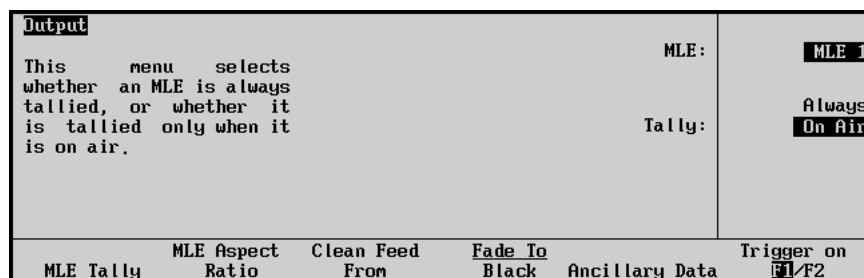 Output
This menu selects
whether an MLE is always
tallied, or whether it
is tallied only when it
is on air.
MLE:
MLE 1
Tally:
Always
On Air
MLE Tally
MLE Aspect
Ratio
Clean Feed
From
Fade To
Black
Ancillary Data
Trigger on
F1/F2